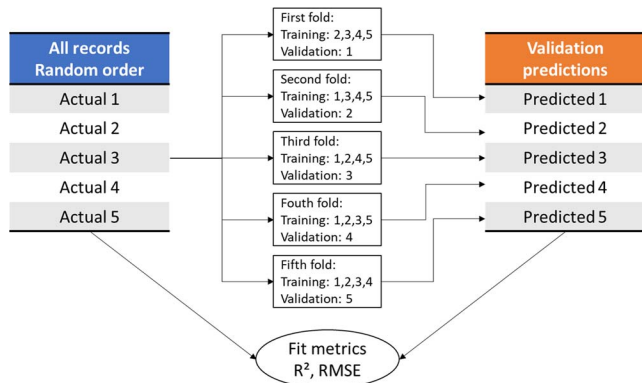 All records
Random order
Actual 1
Actual 2
Actual 3
Actual 4
Actual 5
First fold:
Training: 2,3,4,5
Validation: 1
Second fold:
Training: 1,3,4,5
Validation: 2
Third fold:
Training: 1,2,4,5
Validation: 3
Fouth fold:
Training: 1,2,3,5
Validation: 4
Fifth fold:
Training: 1,2,3,4
Validation: 5
Validation
predictions
Predicted 1
Predicted 2
Predicted 3
Predicted 4
Predicted 5
Fit metrics
R², RMSE